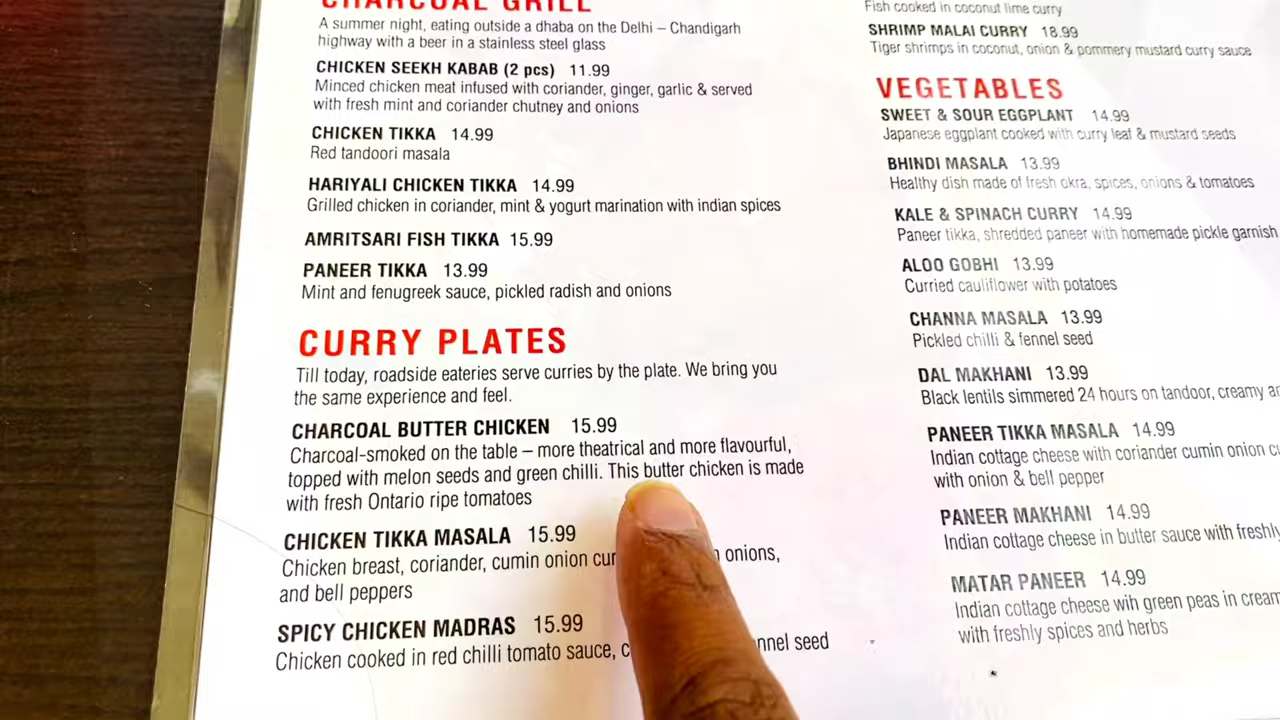 CHARCOAL GRILL
A summer night, eating outside a dhaba on the Delhi – Chandigarh
highway with a beer in a stainless steel glass
CHICKEN SEEKH KABAB (2 pcs) 11.99
Minced chicken meat infused with coriander, ginger, garlic & served
with fresh mint and coriander chutney and onions
CHICKEN TIKKA 14.99
Red tandoori masala
HARIYALI CHICKEN TIKKA 14.99
Grilled chicken in coriander, mint & yogurt marination with indian spices
AMRITSARI FISH TIKKA 15.99
PANEER TIKKA 13.99
Mint and fenugreek sauce, pickled radish and onions
CURRY PLATES
Till today, roadside eateries serve curries by the plate. We bring you
the same experience and feel.
CHARCOAL BUTTER CHICKEN 15.99
Charcoal-smoked on the table – more theatrical and more flavourful,
topped with melon seeds and green chilli. This butter chicken is made
with fresh Ontario ripe tomatoes
CHICKEN TIKKA MASALA 15.99
Chicken breast, coriander, cumin onion onions,
and bell peppers
SPICY CHICKEN MADRAS 15.99
Chicken cooked in red chilli tomato sauce, seed
Fish cooked in coconut lime curry
SHRIMP MALAI CURRY 18.99
Tiger shrimps in coconut, onion & pommery mustard curry sauce
VEGETABLES
SWEET & SOUR EGGPLANT 14.99
Japanese eggplant cooked with curry leaf & mustard seeds
BHINDI MASALA 13.99
Healthy dish made of fresh okra, spices, onions & tomatoes
KALE & SPINACH CURRY 14.99
Paneer tikka, shredded paneer with homemade pickle garnish
ALOO GOBHI 13.99
Curried cauliflower with potatoes
CHANNA MASALA 13.99
Pickled chilli & fennel seed
DAL MAKHANI 13.99
Black lentils simmered 24 hours on tandoor, creamy
PANEER TIKKA MASALA 14.99
Indian cottage cheese with coriander cumin onion
with onion & bell pepper
PANEER MAKHANI 14.99
Indian cottage cheese in butter sauce with freshly
MATAR PANEER 14.99
Indian cottage cheese wih green peas in cream
with freshly spices and herbs